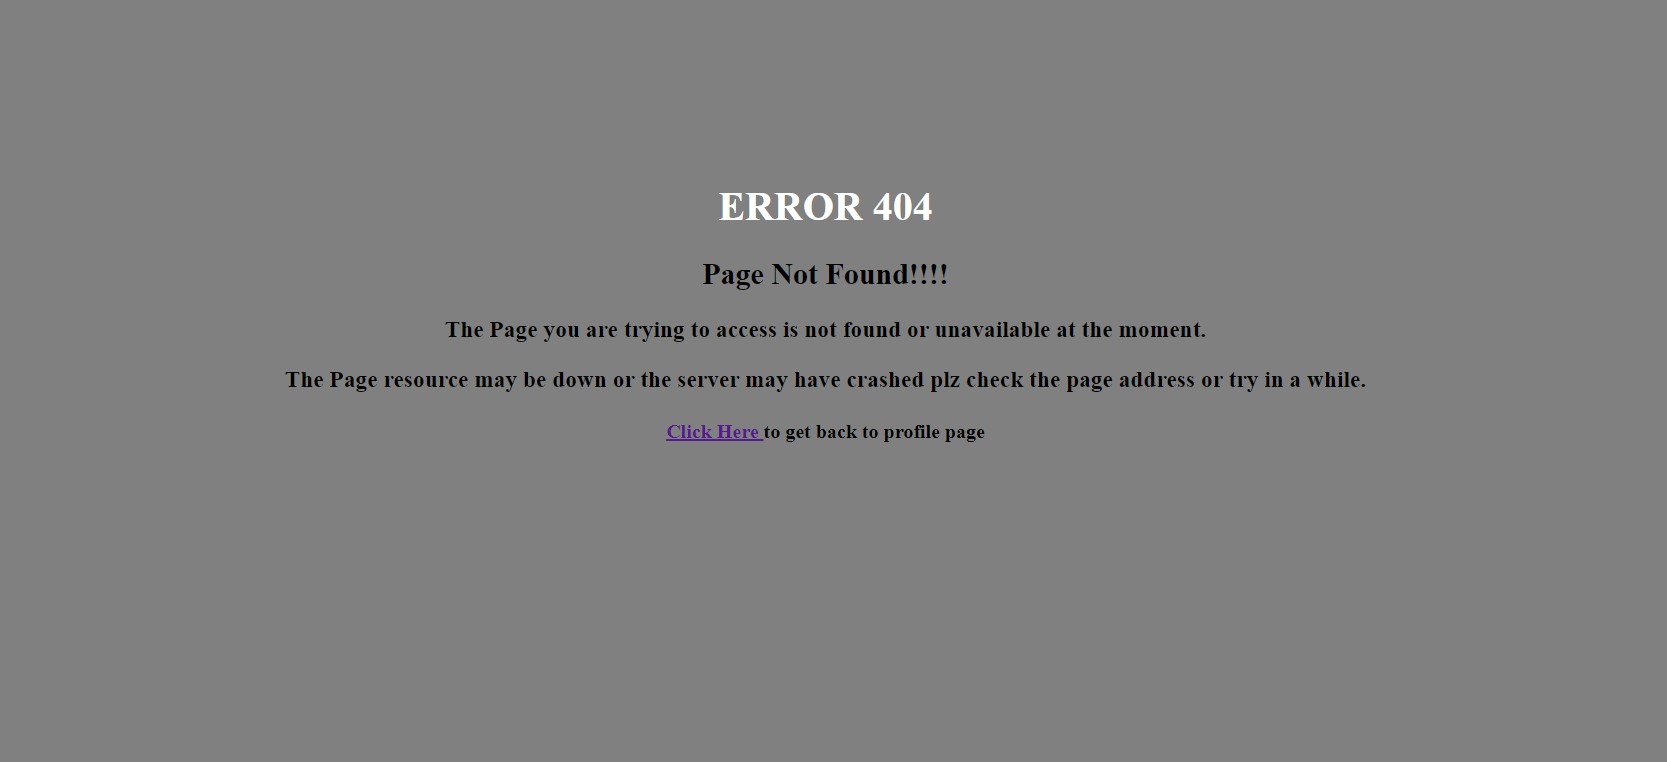 ERROR 404
Page Not Found!!!!
The Page you are trying to access is not found or unavailable at the moment.
The Page resource may be down or the server may have crashed plz check the page address or try in a while.
Click Here to get back to profile page